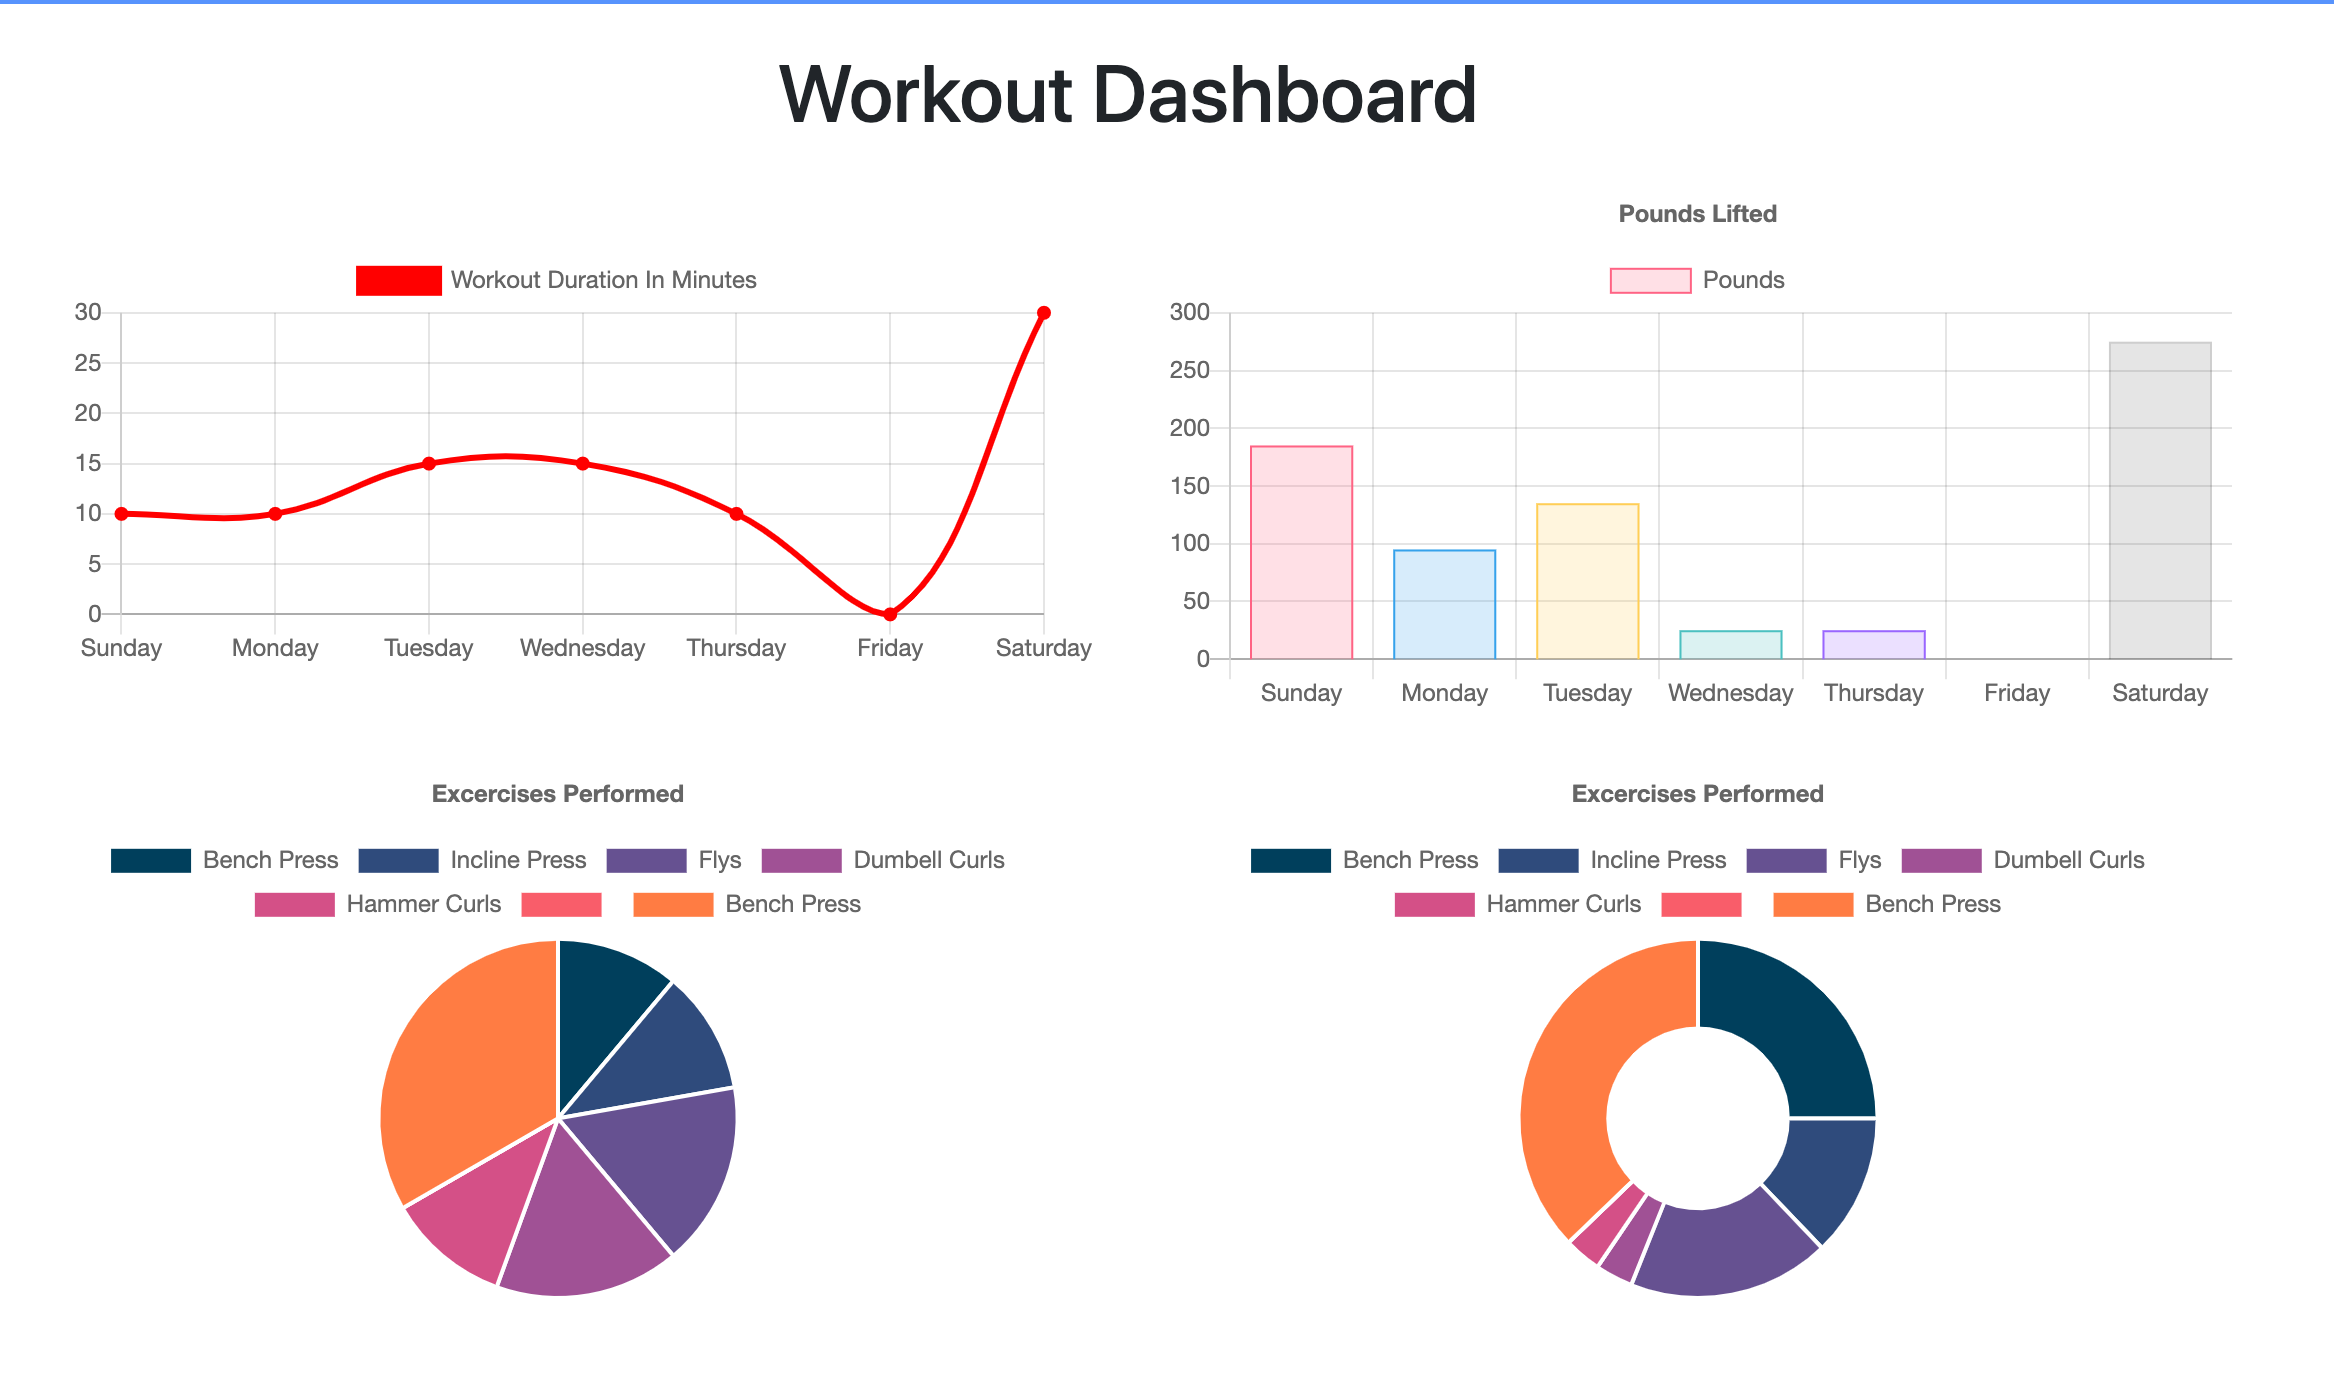 Workout Dashboard
Workout Duration In Minutes
30
25
20
15
10
5
0
Sunday Monday Tuesday Wednesday Thursday Friday Saturday
Pounds Lifted
Pounds
300
250
200
150
100
50
0
Sunday Monday Tuesday Wednesday Thursday Friday Saturday
Excercises Performed
Bench Press Incline Press Flys Dumbell Curls
Hammer Curls Bench Press
Excercises Performed
Bench Press Incline Press Flys Dumbell Curls
Hammer Curls Bench Press